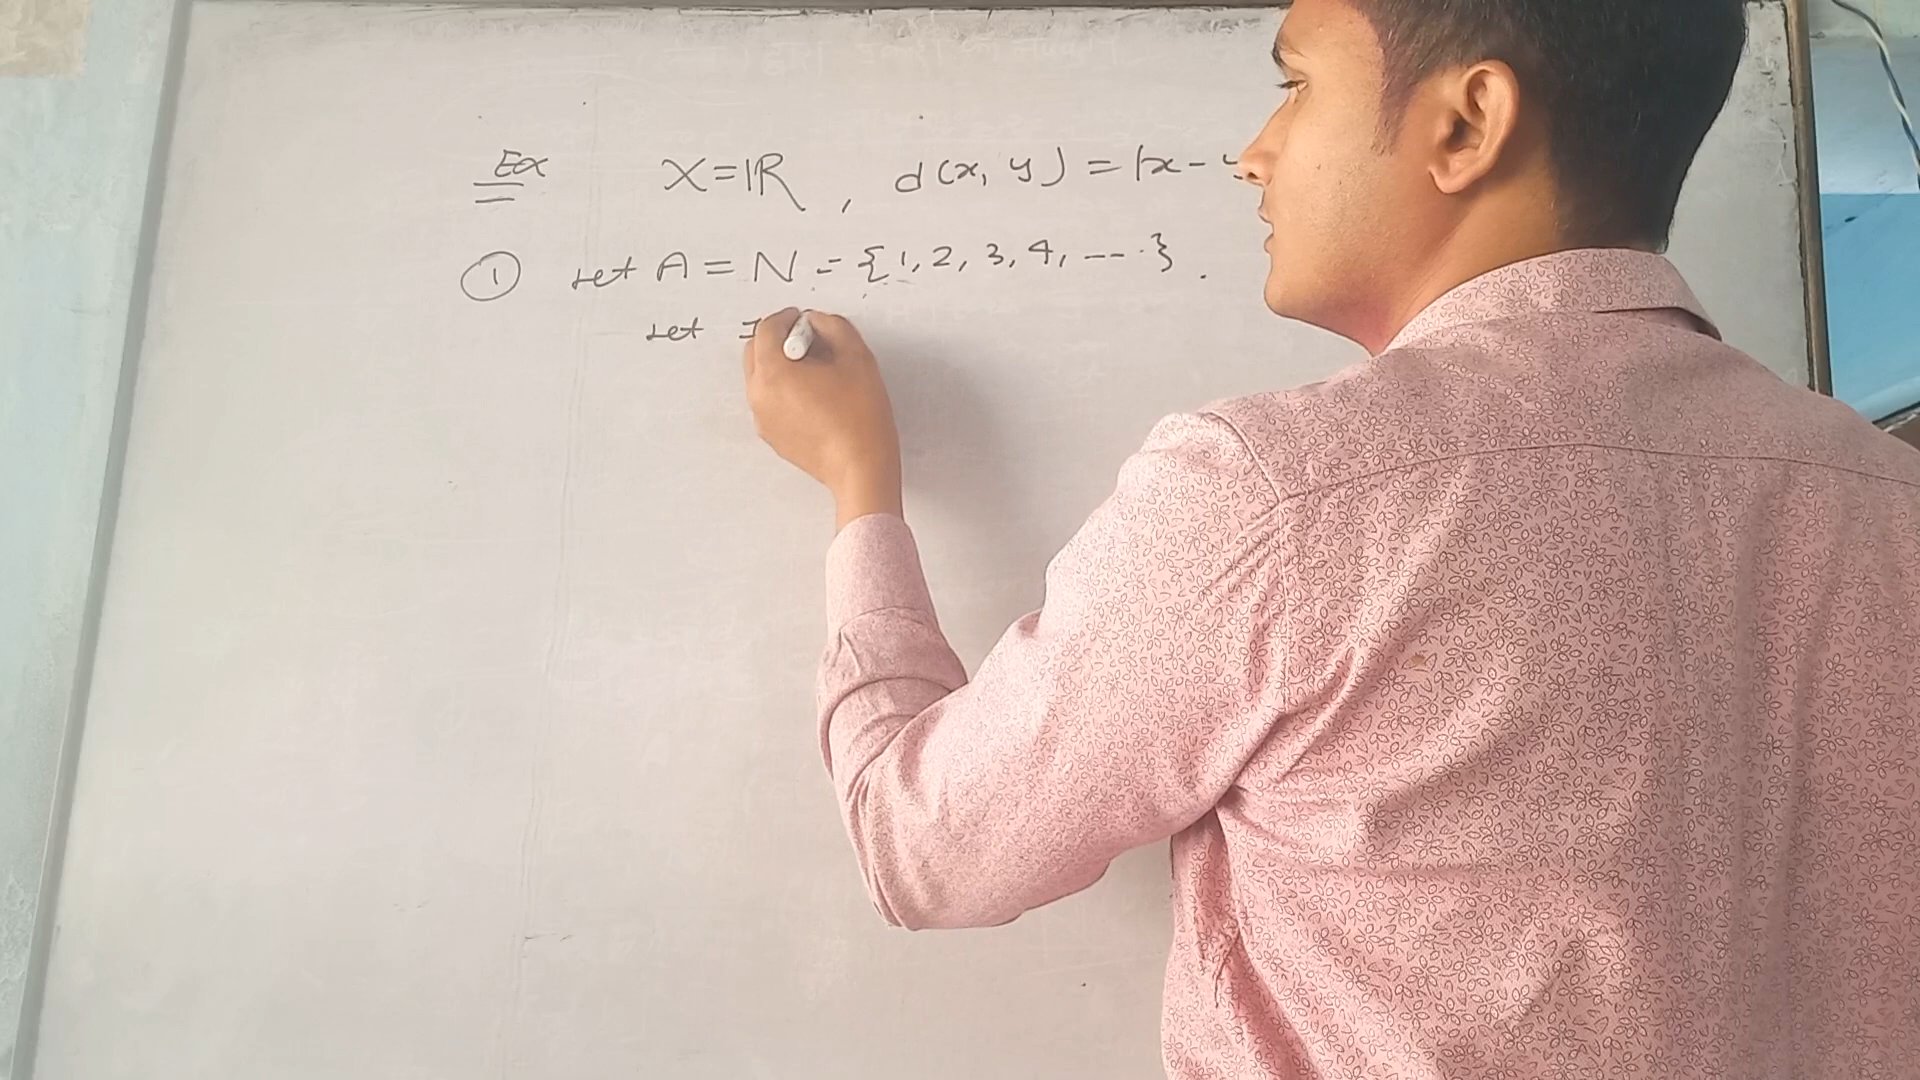 Ex X=IR, d(x, y) = |x-
① Let A = N = {1, 2, 3, 4, --- }.
Let